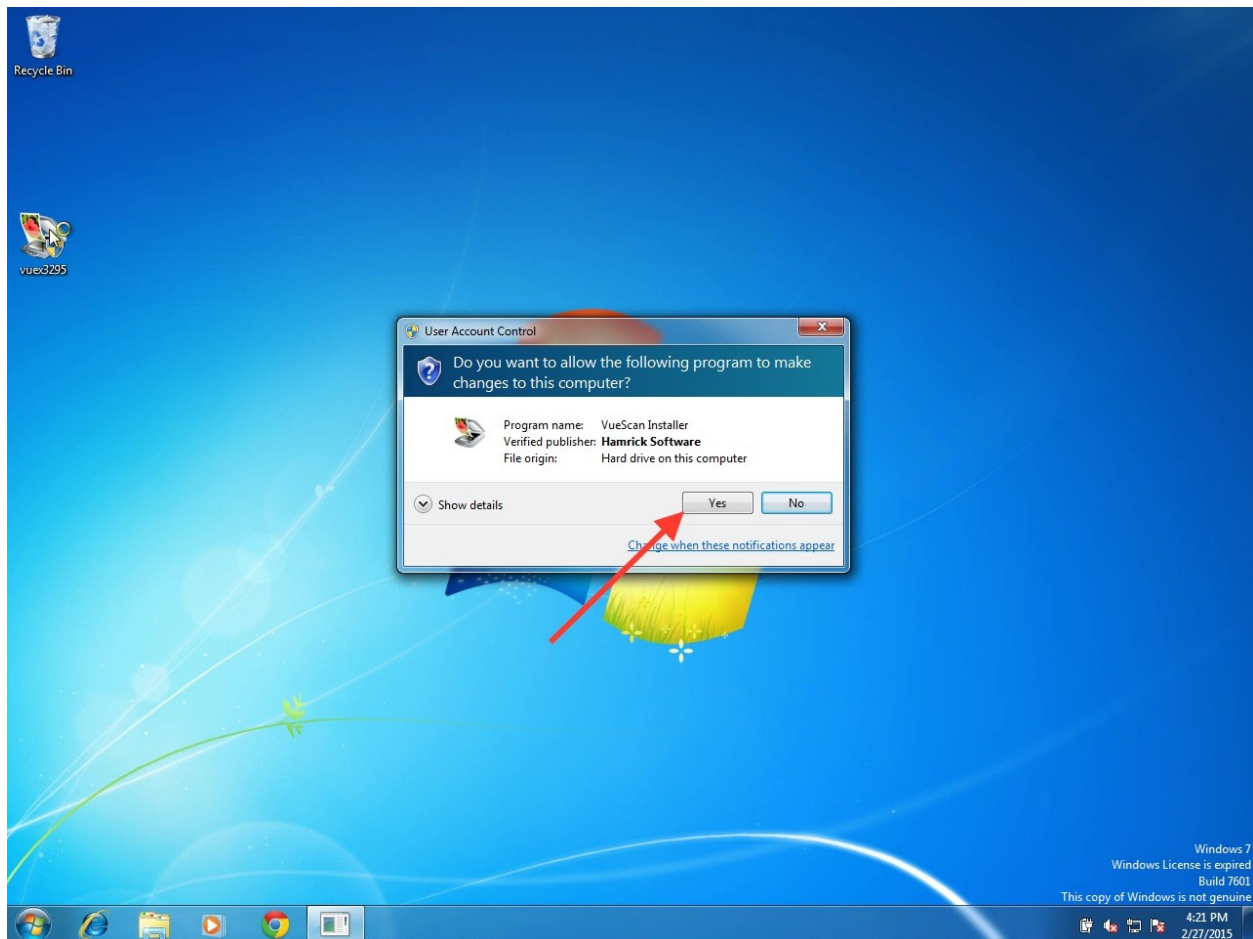 Recycle Bin
vuex3295
User Account Control
Do you want to allow the following program to make
changes to this computer?
Program name: VueScan Installer
Verified publisher: Hamrick Software
File origin: Hard drive on this computer
Show details
Yes
No
Change when these notifications appear
Windows 7
Windows License is expired
Build 7601
This copy of Windows is not genuine
4:21 PM
2/27/2015